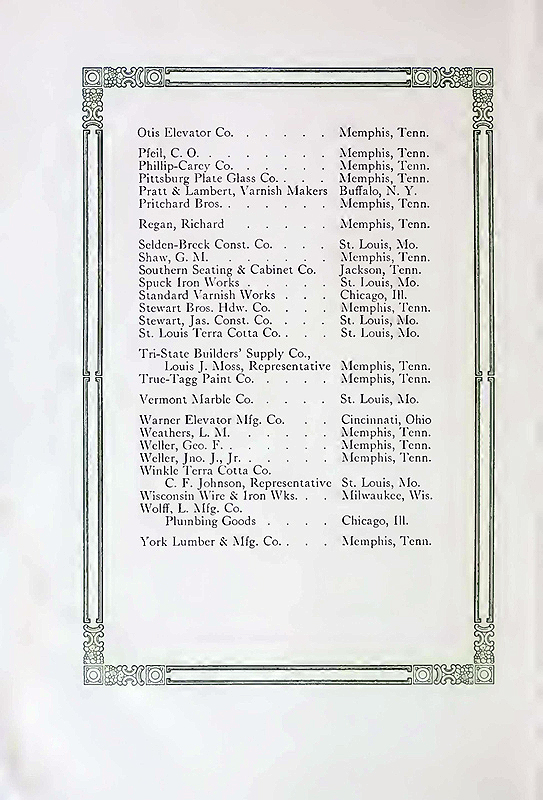 Otis Elevator Co. . . . . . Memphis, Tenn.
Pfeil, C. O. . . . . . . Memphis, Tenn.
Phillip-Carey Co. . . . . . Memphis, Tenn.
Pittsburg Plate Glass Co. . . . Memphis, Tenn.
Pratt & Lambert, Varnish Makers Buffalo, N. Y.
Pritchard Bros. . . . . . . Memphis, Tenn.
Regan, Richard . . . . . Memphis, Tenn.
Selden-Breck Const. Co. . . . St. Louis, Mo.
Shaw, G. M. . . . . . . Memphis, Tenn.
Southern Seating & Cabinet Co. Jackson, Tenn.
Spuck Iron Works . . . . . St. Louis, Mo.
Standard Varnish Works . . . Chicago, Ill.
Stewart Bros. Hdw. Co. . . . Memphis, Tenn.
Stewart, Jas. Const. Co. . . . St. Louis, Mo.
St. Louis Terra Cotta Co. . . . St. Louis, Mo.
Tri-State Builders' Supply Co.,
Louis J. Moss, Representative Memphis, Tenn.
True-Tagg Paint Co. . . . . Memphis, Tenn.
Vermont Marble Co. . . . . St. Louis, Mo.
Warner Elevator Mfg. Co. . . Cincinnati, Ohio
Weathers, L. M. . . . . . Memphis, Tenn.
Weller, Geo. F. . . . . . . Memphis, Tenn.
Weller, Jno. J., Jr. . . . . . Memphis, Tenn.
Winkle Terra Cotta Co.
C. F. Johnson, Representative St. Louis, Mo.
Wisconsin Wire & Iron Wks. . . Milwaukee, Wis.
Wolff, L. Mfg. Co.
Plumbing Goods . . . . Chicago, Ill.
York Lumber & Mfg. Co. . . . Memphis, Tenn.